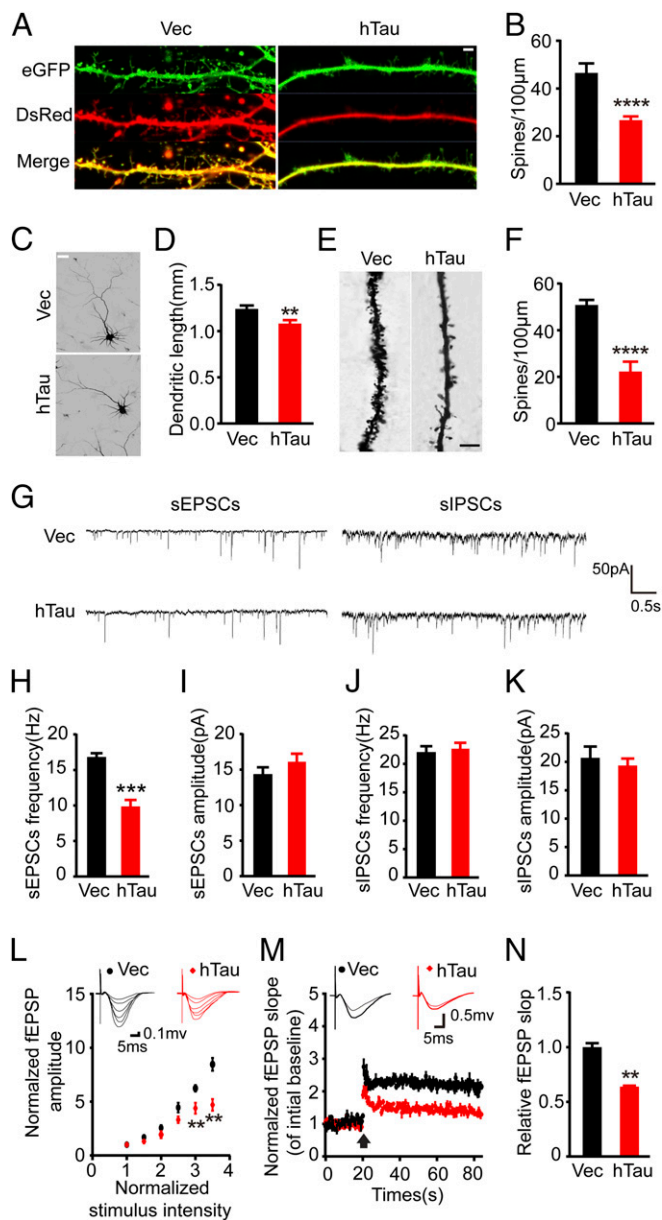 A
Vec
hTau
eGFP
DsRed
Merge
B
Spines/100µm
60
40
20
0
****
Vec hTau
C
Vec
hTau
D
Dendritic length(mm)
1.5
1.0
0.5
0.0
**
Vec hTau
E
Vec hTau
F
Spines/100µm
60
40
20
0
****
Vec hTau
G
sEPSCs
sIPSCs
Vec
hTau
50pA
0.5s
H
sEPSCs frequency(Hz)
20
15
10
5
0
***
Vec hTau
I
sEPSCs amplitude(pA)
20
15
10
5
0
Vec hTau
J
sIPSCs frequency(Hz)
25
20
15
10
5
0
Vec hTau
K
sIPSCs amplitude(pA)
25
20
15
10
5
0
Vec hTau
L
Vec
hTau
Normalzed fEPSP
amplitude
15
10
5
0
0.1mv
5ms
**
**
0 1 2 3 4
Normalized
stimulus intensity
M
Vec
hTau
Normalized fEPSP slope
(of intial baseline)
5
4
3
2
1
0
0.5mv
5ms
0 20 40 60 80
Times(s)
N
Relative fEPSP slop
1.5
1.0
0.5
0
**
Vec hTau